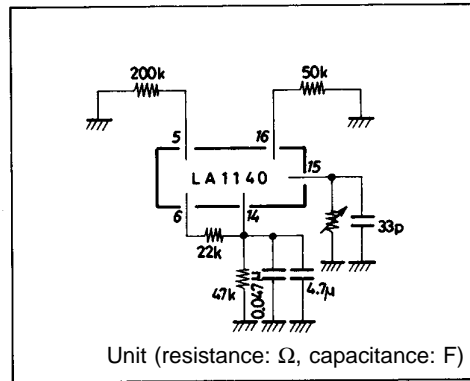 200k
50k
5
16
15
LA1140
6
14
22k
33p
47k
0.047μ
4.7μ
Unit (resistance: Ω, capacitance: F)